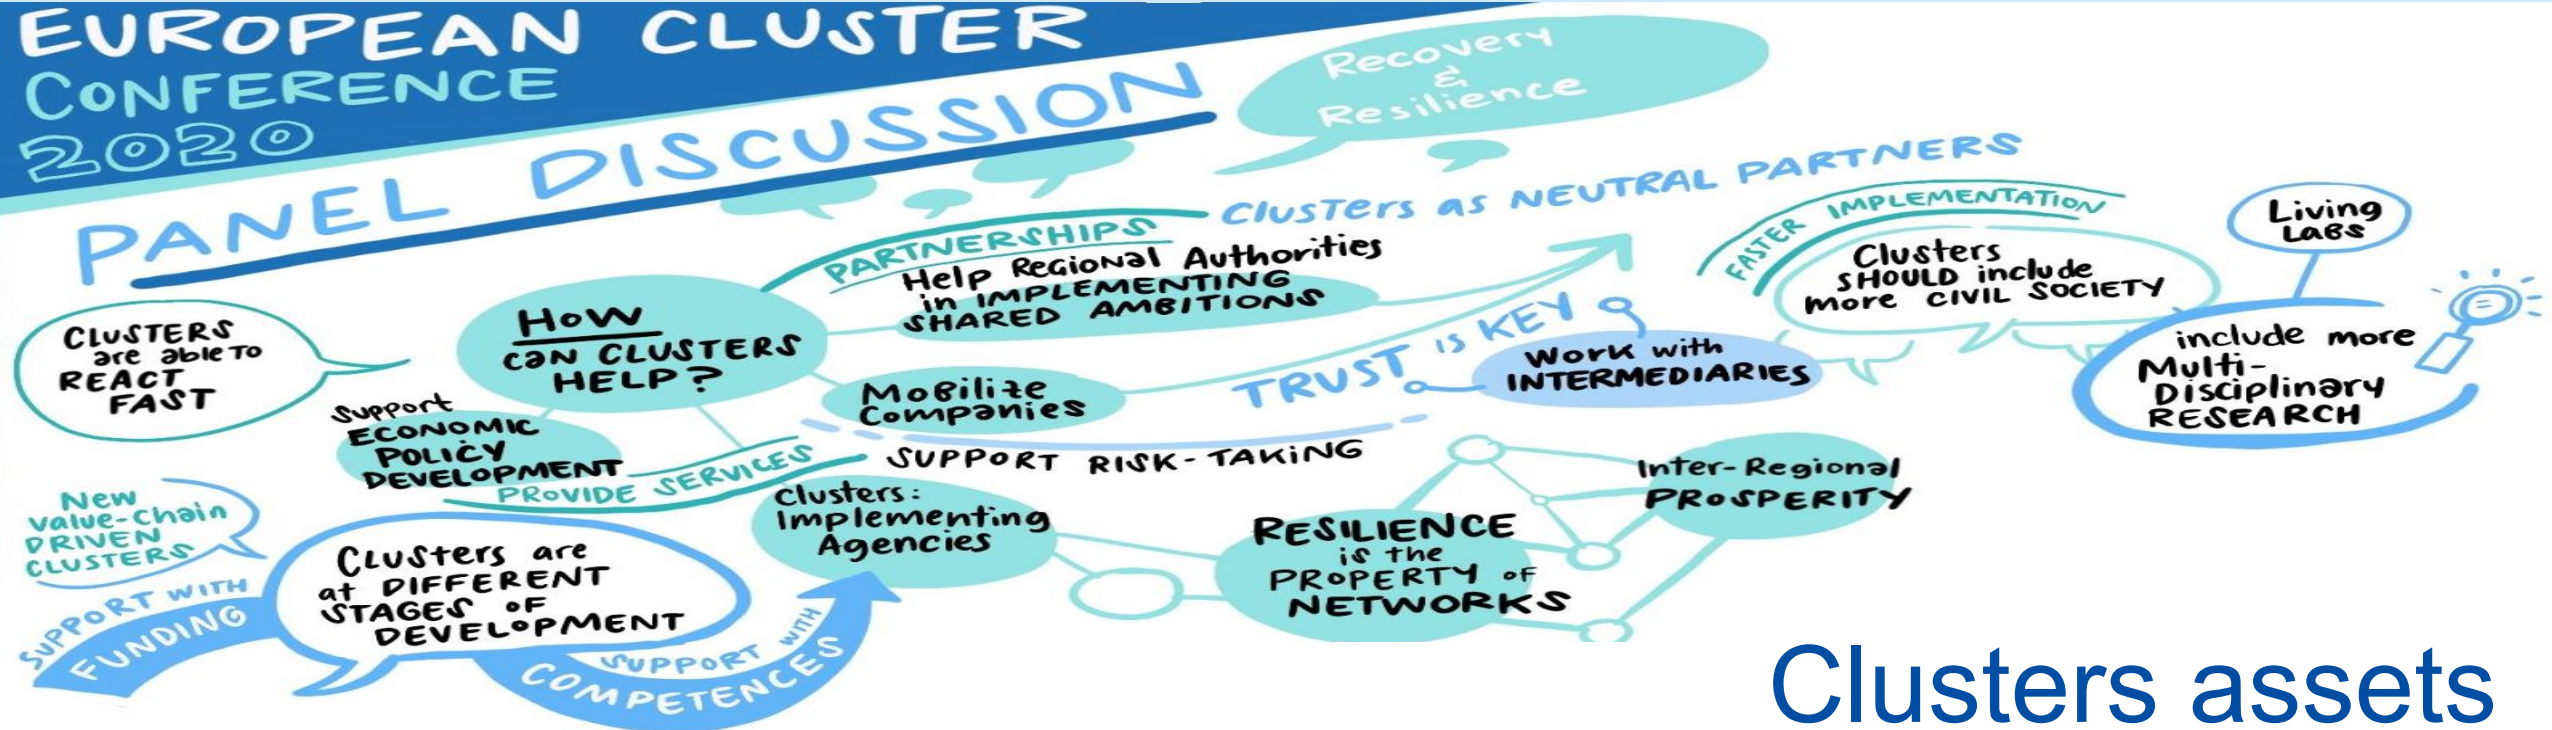 EUROPEAN CLUSTER
CONFERENCE
2020
PANEL DISCUSSION
Recovery
&
Resilience
CLUSTERS
are able TO
REACT
FAST
HOW
CAN CLUSTERS
HELP?
PARTNERSHIPS
Help Regional Authorities
in IMPLEMENTING
SHARED AMBITIONS
Clusters as NEUTRAL PARTNERS
Mobilize
Companies
TRUST IS KEY
Work with
INTERMEDIARIES
FASTER IMPLEMENTATION
Clusters
SHOULD include
more CIVIL SOCIETY
Living
Labs
include more
Multi-
Disciplinary
RESEARCH
Support
ECONOMIC
POLICY
DEVELOPMENT
PROVIDE SERVICES
SUPPORT RISK-TAKING
New
Value-Chain
DRIVEN
CLUSTERS
SUPPORT WITH
FUNDING
Clusters are
at DIFFERENT
STAGES OF
DEVELOPMENT
SUPPORT WITH
COMPETENCES
Clusters:
Implementing
Agencies
RESILIENCE
is the
PROPERTY OF
NETWORKS
Inter-Regional
PROSPERITY
Clusters assets